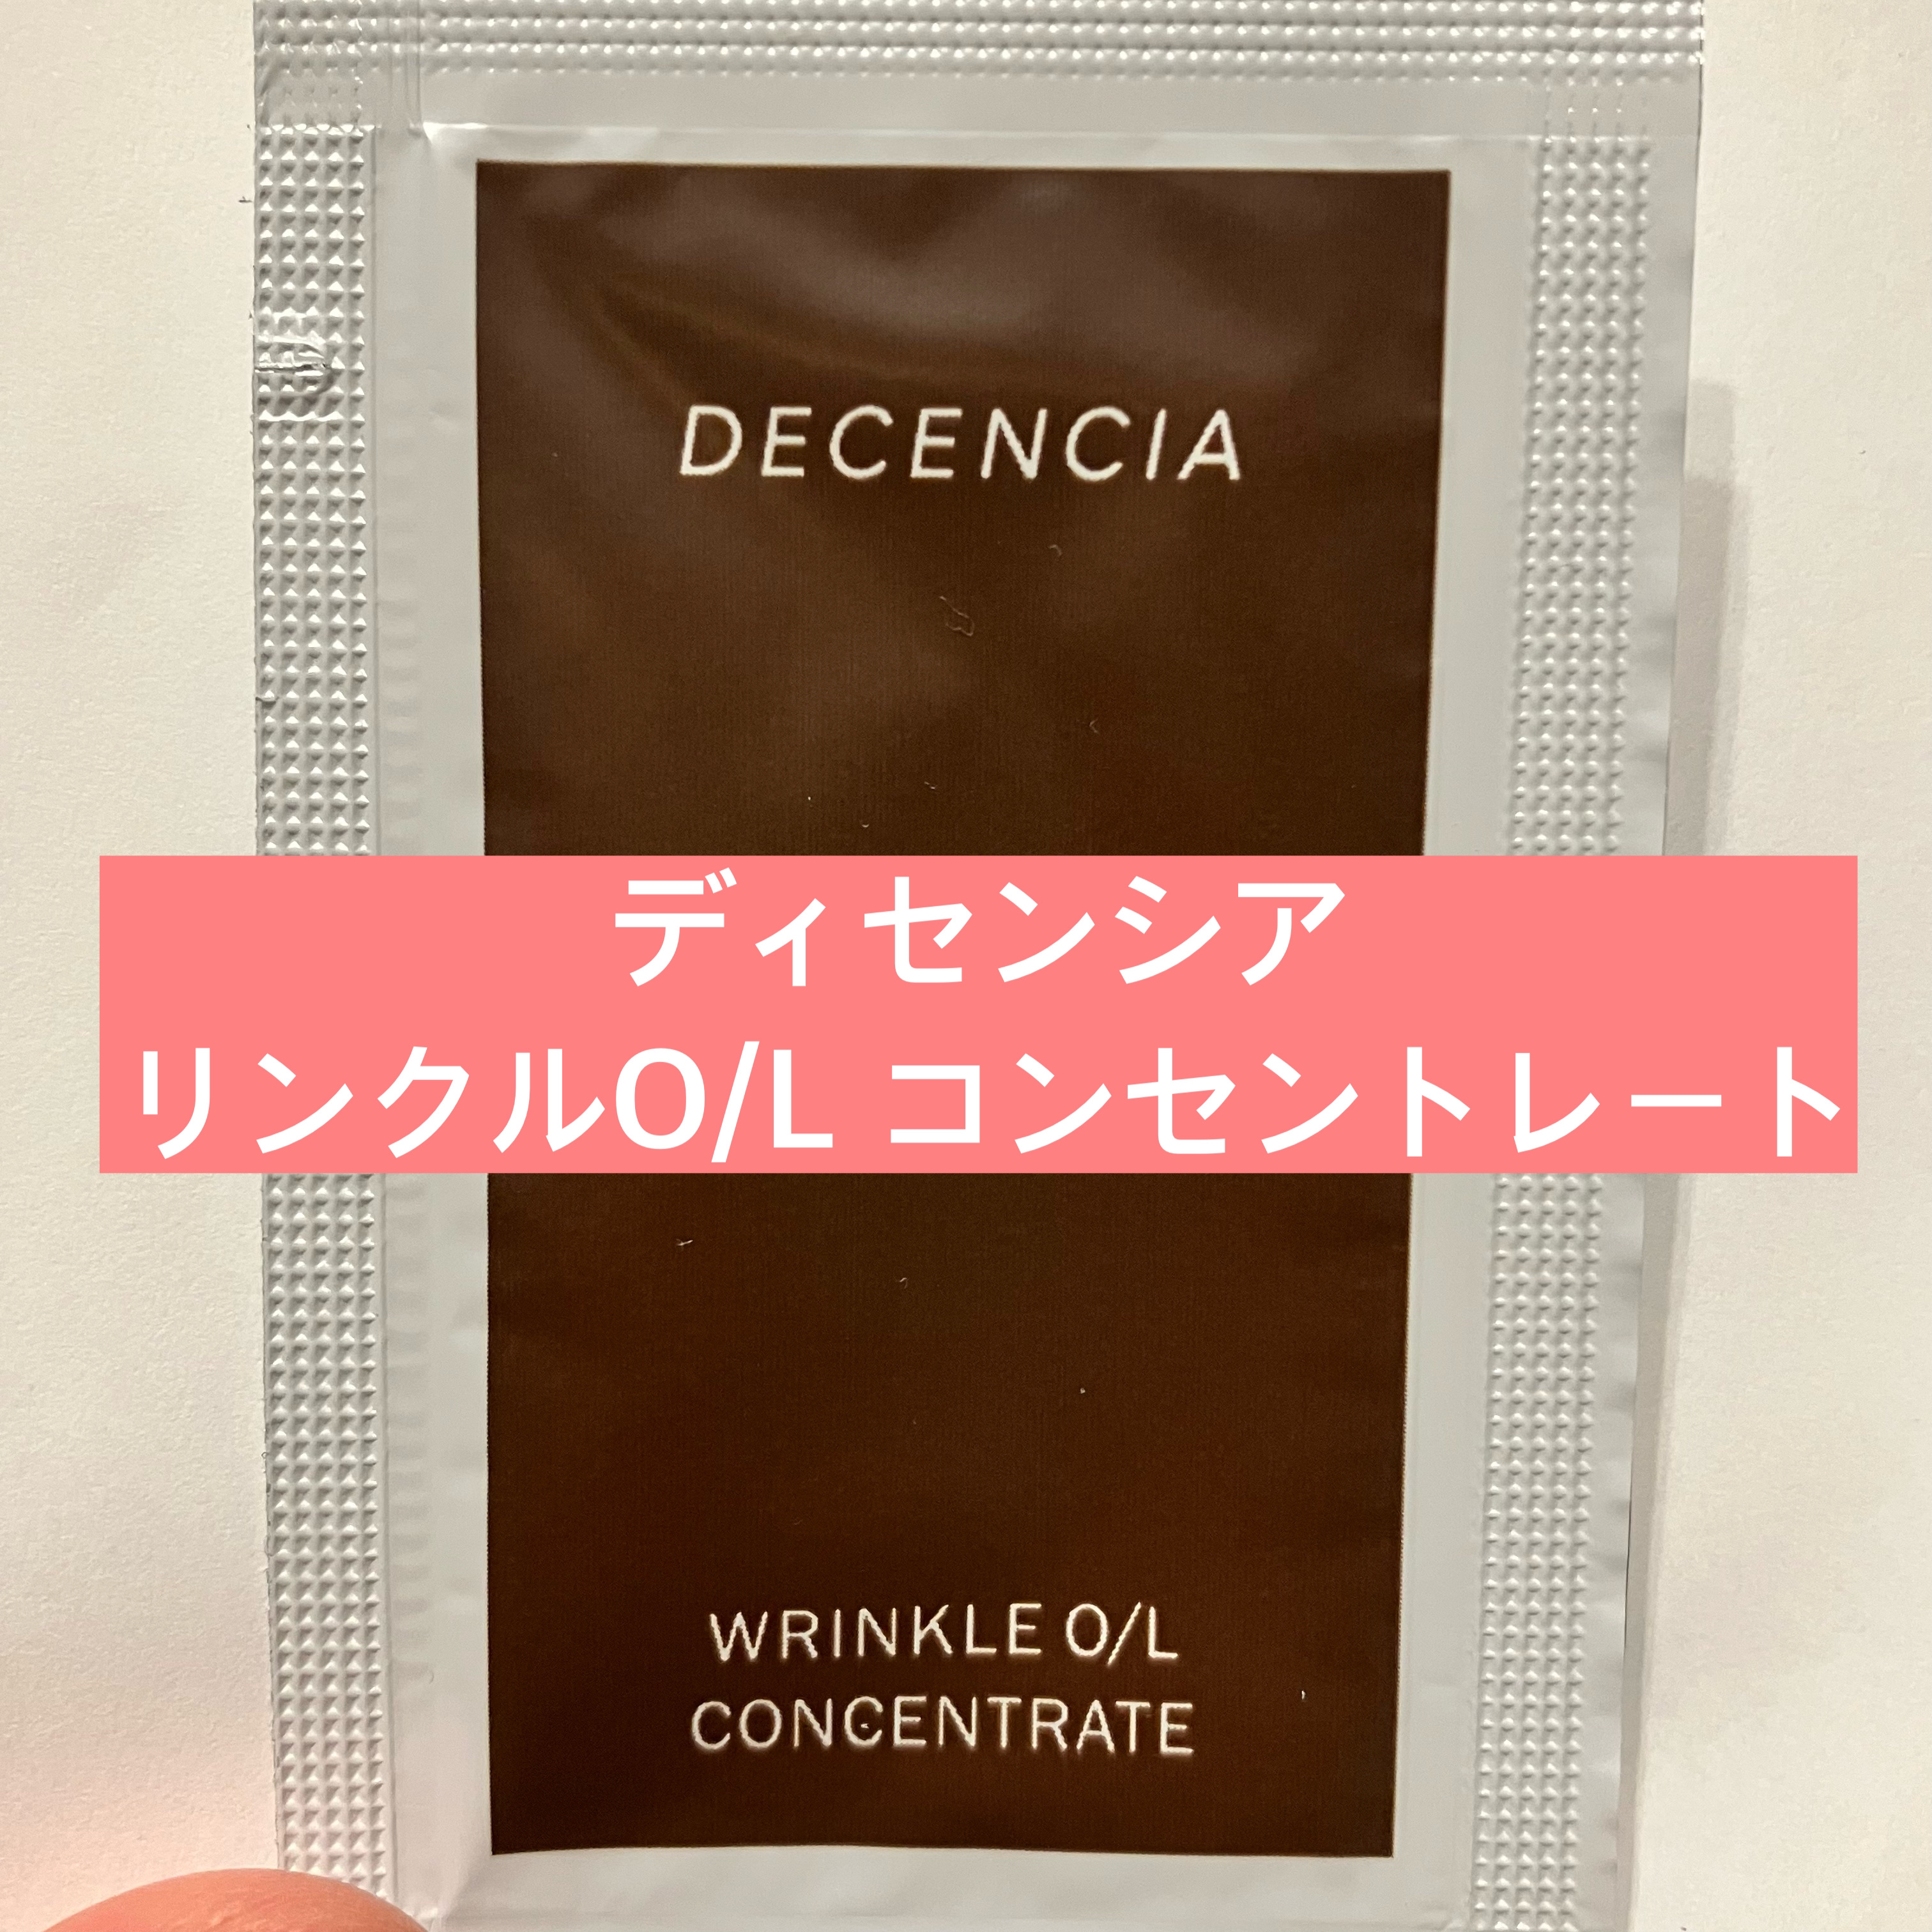 DECENCIA
ディセンシア
リンクルO/L コンセントレート
WRINKLE O/L
CONCENTRATE